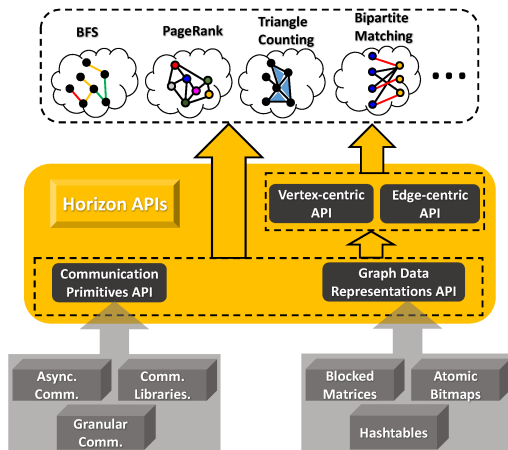 BFS
PageRank
Triangle
Counting
Bipartite
Matching
Horizon APIs
Vertex-centric
API
Edge-centric
API
Communication
Primitives API
Graph Data
Representations API
Async.
Comm.
Comm.
Libraries.
Granular
Comm.
Blocked
Matrices
Atomic
Bitmaps
Hashtables